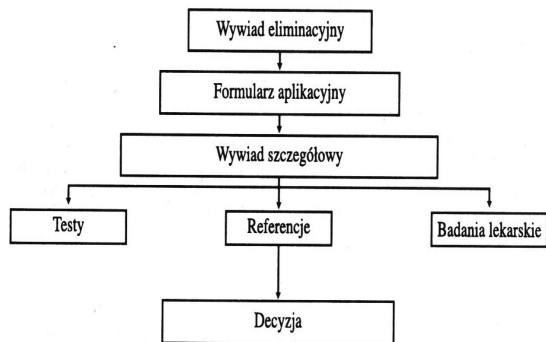 Wywiad eliminacyjny
Formularz aplikacyjny
Wywiad szczegółowy
Testy
Referencje
Badania lekarskie
Decyzja